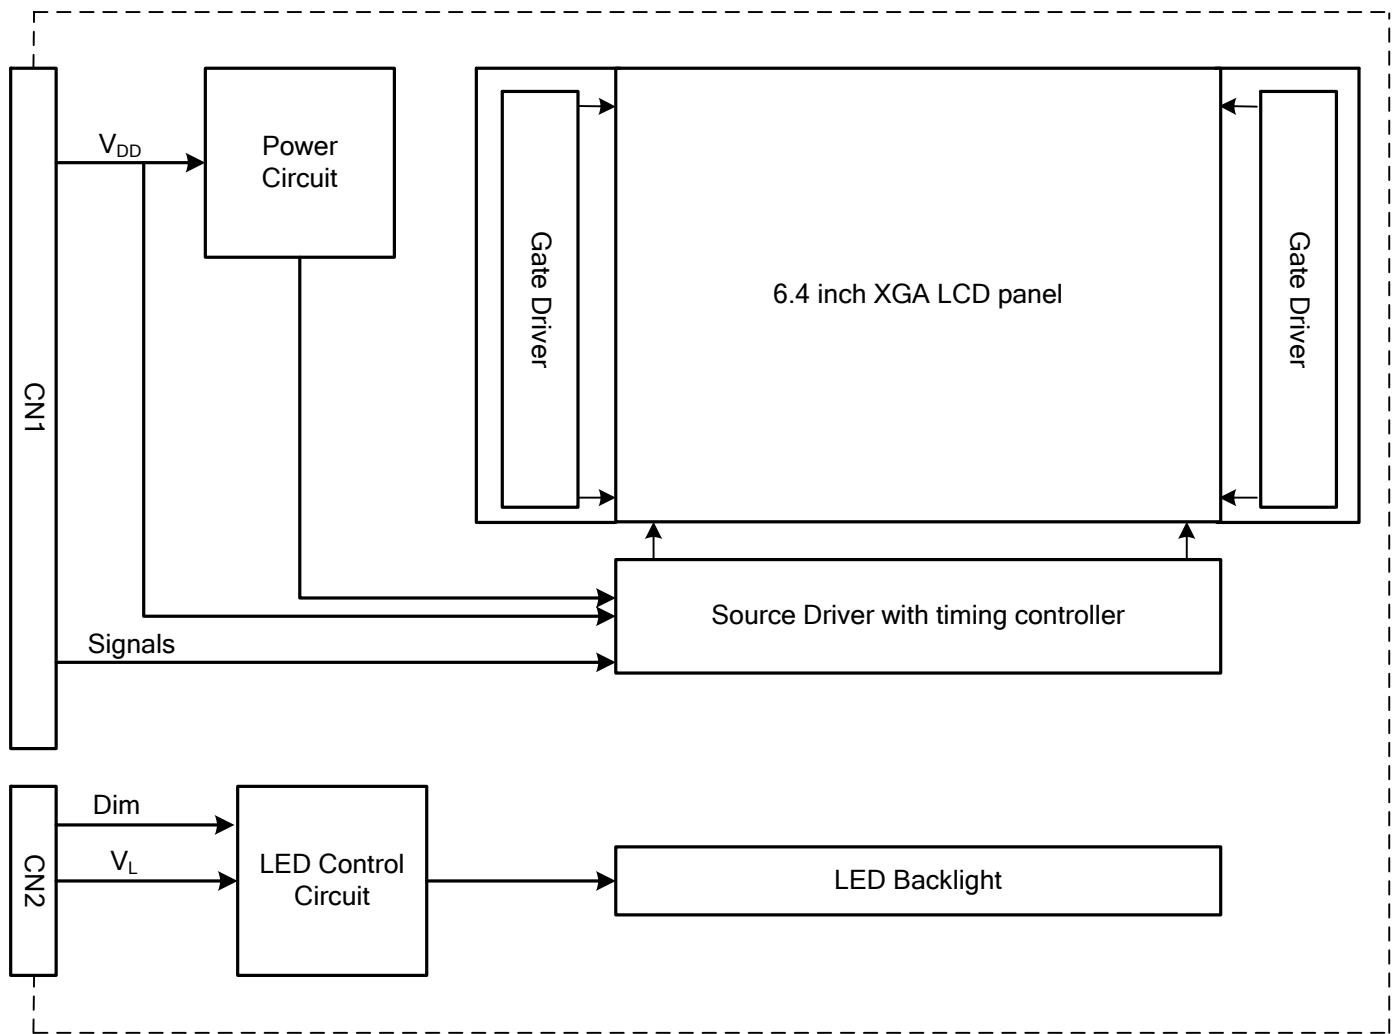 V_DD
Power
Circuit
Gate Driver
6.4 inch XGA LCD panel
Gate Driver
CN1
Source Driver with timing controller
Signals
Dim
V_L
CN2
LED Control
Circuit
LED Backlight